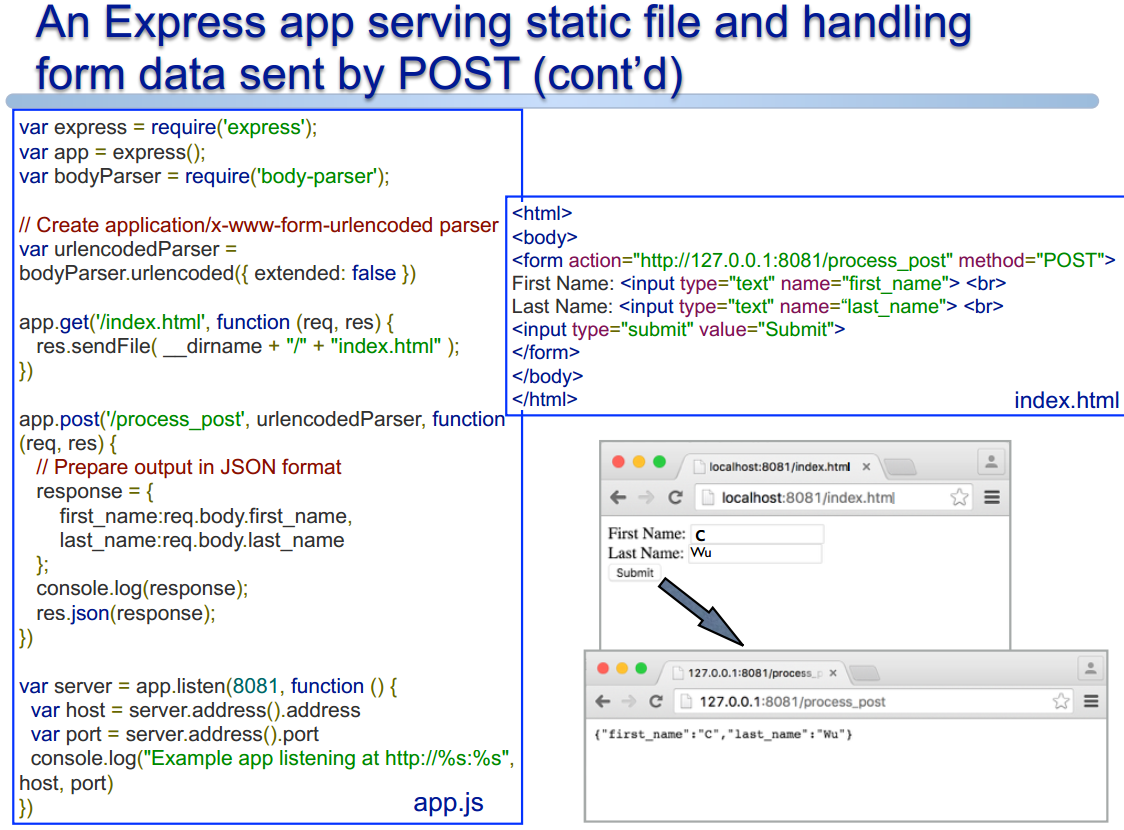 An Express app serving static file and handling
form data sent by POST (cont’d)
var express = require('express');
var app = express();
var bodyParser = require('body-parser');
// Create application/x-www-form-urlencoded parser
var urlencodedParser =
bodyParser.urlencoded({ extended: false })
app.get('/index.html', function (req, res) {
res.sendFile( __dirname + "/" + "index.html" );
})
app.post('/process_post', urlencodedParser, function
(req, res) {
// Prepare output in JSON format
response = {
first_name:req.body.first_name,
last_name:req.body.last_name
};
console.log(response);
res.json(response);
})
var server = app.listen(8081, function () {
var host = server.address().address
var port = server.address().port
console.log("Example app listening at http://%s:%s",
host, port)
})
app.js
<html>
<body>
<form action="http://127.0.0.1:8081/process_post" method="POST">
First Name: <input type="text" name="first_name"> <br>
Last Name: <input type="text" name=“last_name"> <br>
<input type="submit" value="Submit">
</form>
</body>
</html>
index.html
localhost:8081/index.html
localhost:8081/index.html
First Name: C
Last Name: Wu
Submit
127.0.0.1:8081/process_p
127.0.0.1:8081/process_post
{"first_name":"C","last_name":"Wu"}